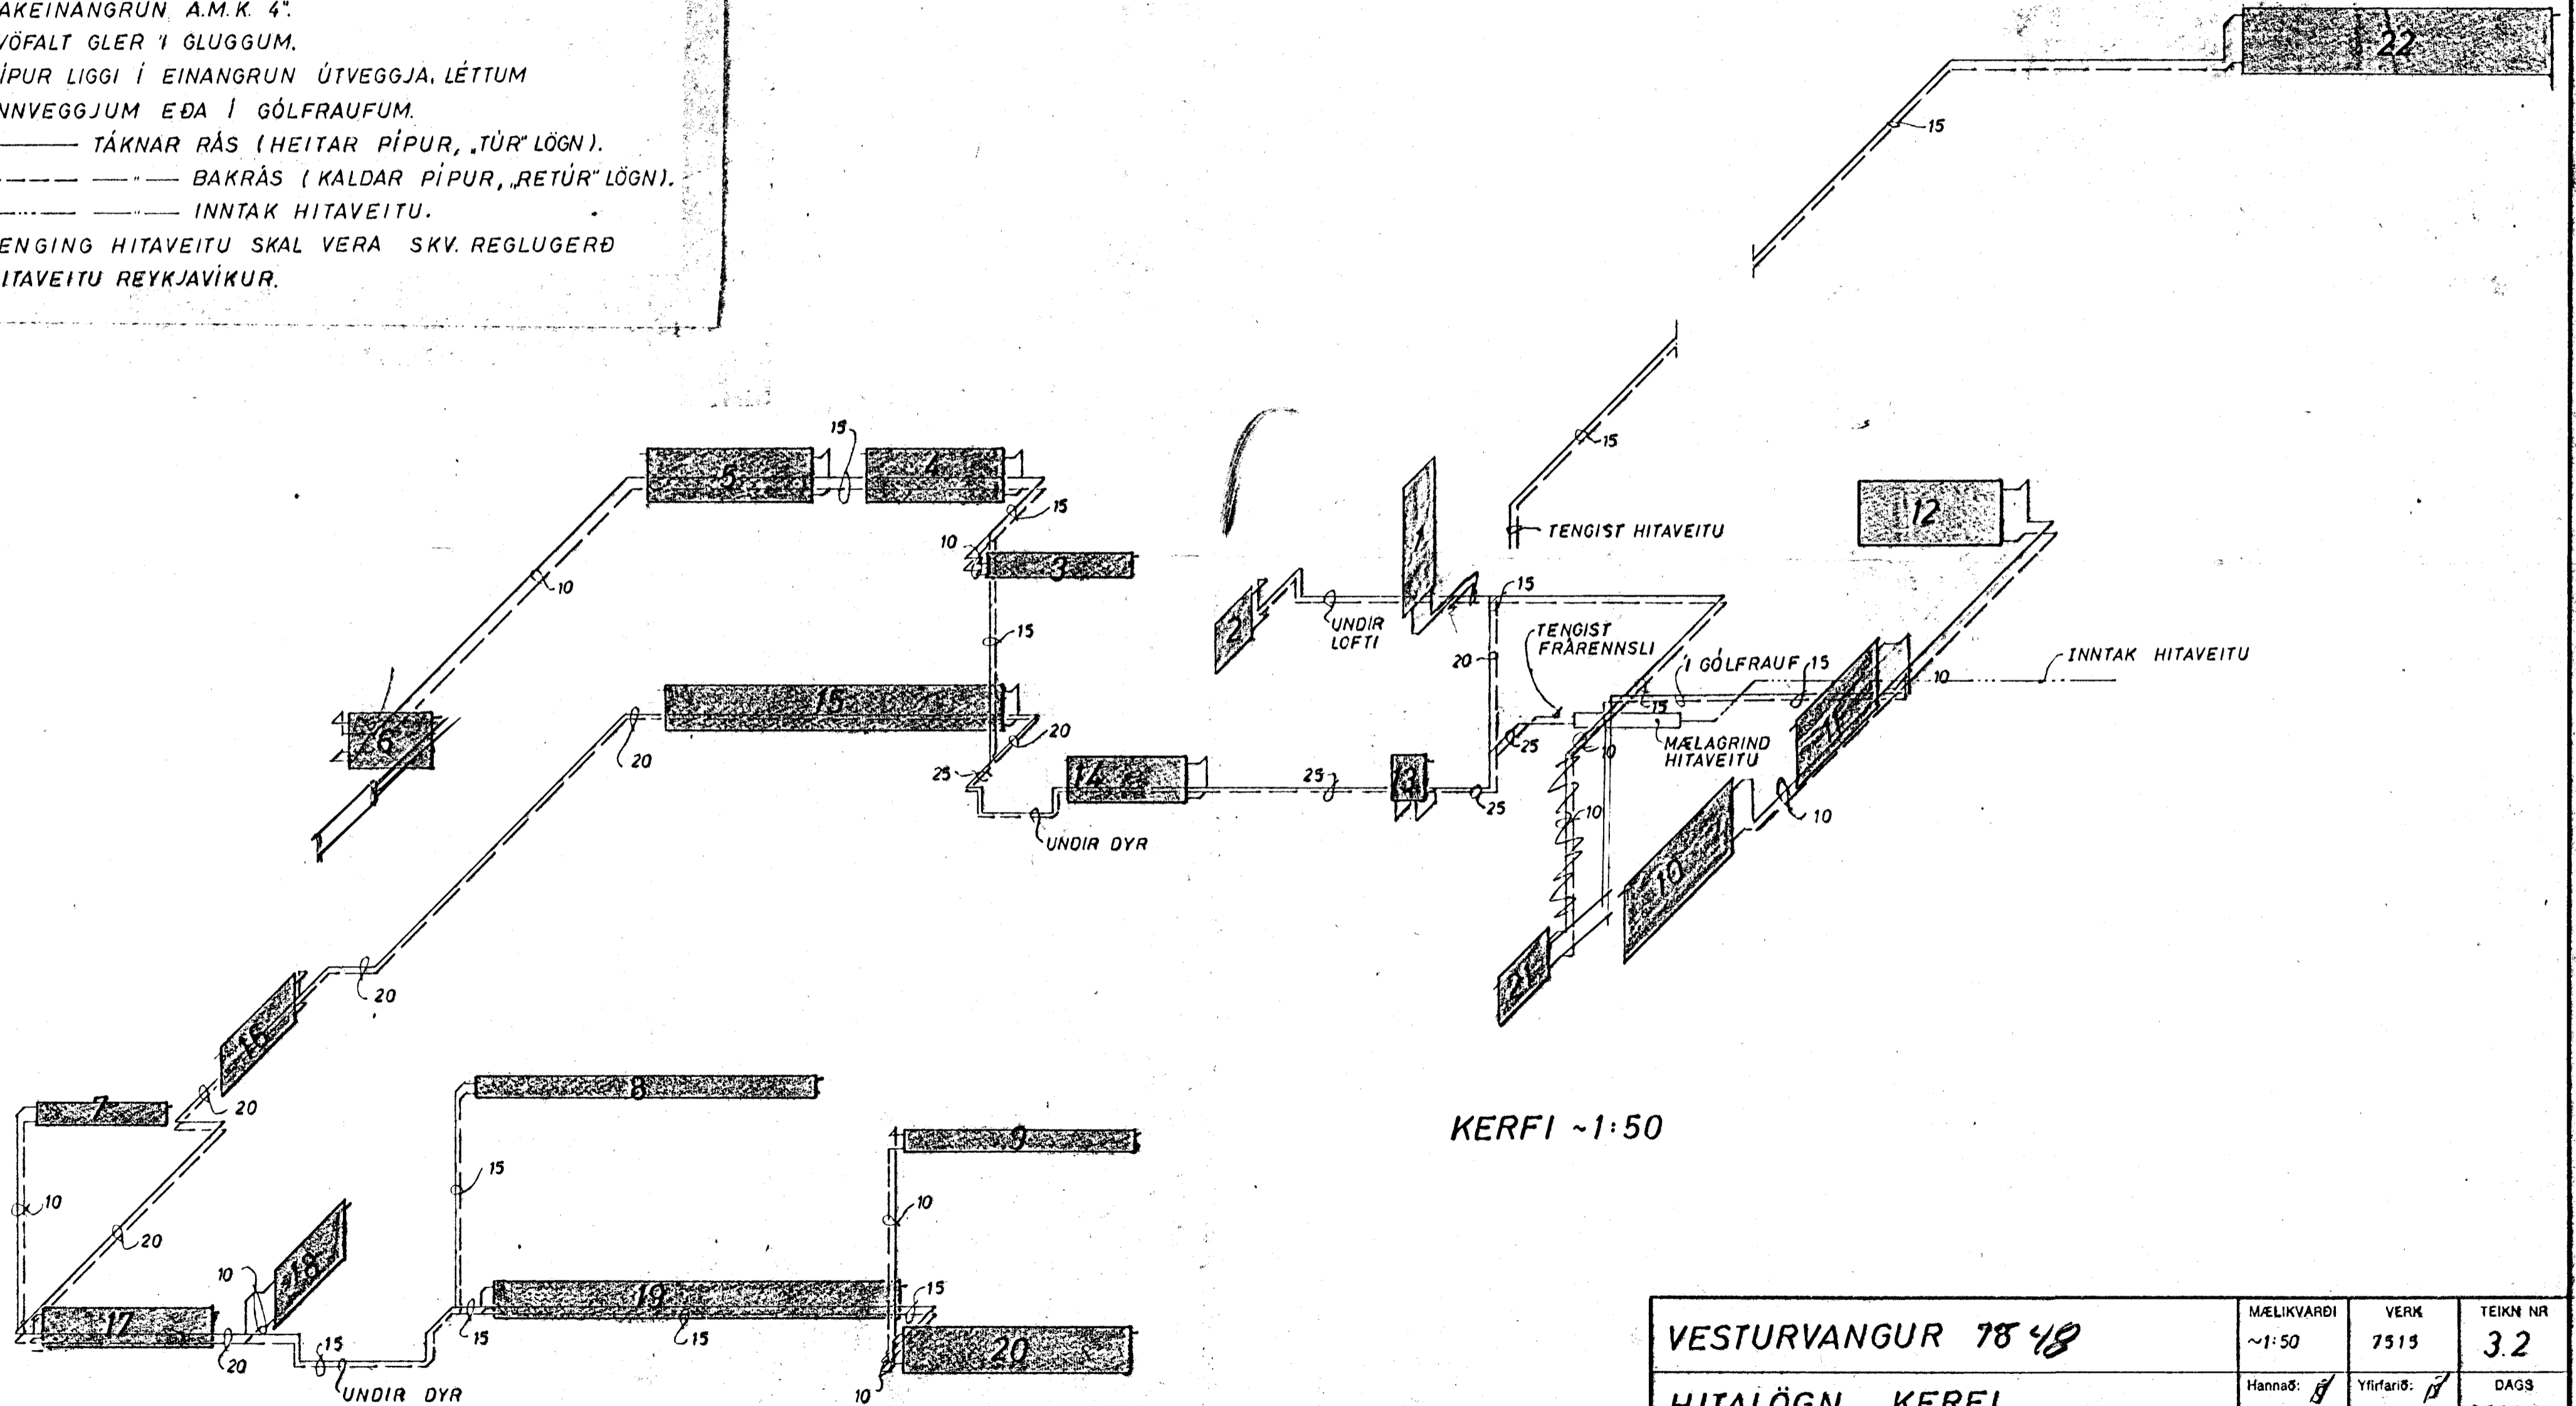 AKEINANGRUN A.M.K. 4".
VÖFALT GLER Í GLUGGUM.
ÍPUR LIGGI Í EINANGRUN ÚTVEGGJA, LÉTTUM
NNVEGGJUM EÐA Í GÓLFRAUFUM.
TÁKNAR RÁS (HEITAR PÍPUR, „TÚR" LÖGN).
—"— BAKRÁS (KALDAR PÍPUR, „RETÚR" LÖGN).
—"— INNTAK HITAVEITU.
ENGING HITAVEITU SKAL VERA SKV. REGLUGERÐ
ITAVEITU REYKJAVÍKUR.
22
15
15
TENGIST HITAVEITU
15
5
4
15
10
3
10
15
12
1
2
UNDIR
LOFTI
15
20
TENGIST
FRÁRENNSLI
Í GÓLFRAUF
15
INNTAK HITAVEITU
10
11
15
MÆLAGRIND
HITAVEITU
10
25
6
15
20
20
25
14
25
13
25
UNDIR DYR
10
10
10
21
20
16
20
7
8
9
KERFI ~1:50
15
10
10
20
18
10
17
20
15
UNDIR DYR
19
15
15
15
20
10
VESTURVANGUR 48
MÆLIKVARÐI
~1:50
VERK
7515
TEIKN NR
3.2
HITALÖGN KERFI
Hannað:
Yfirfarið:
DAGS